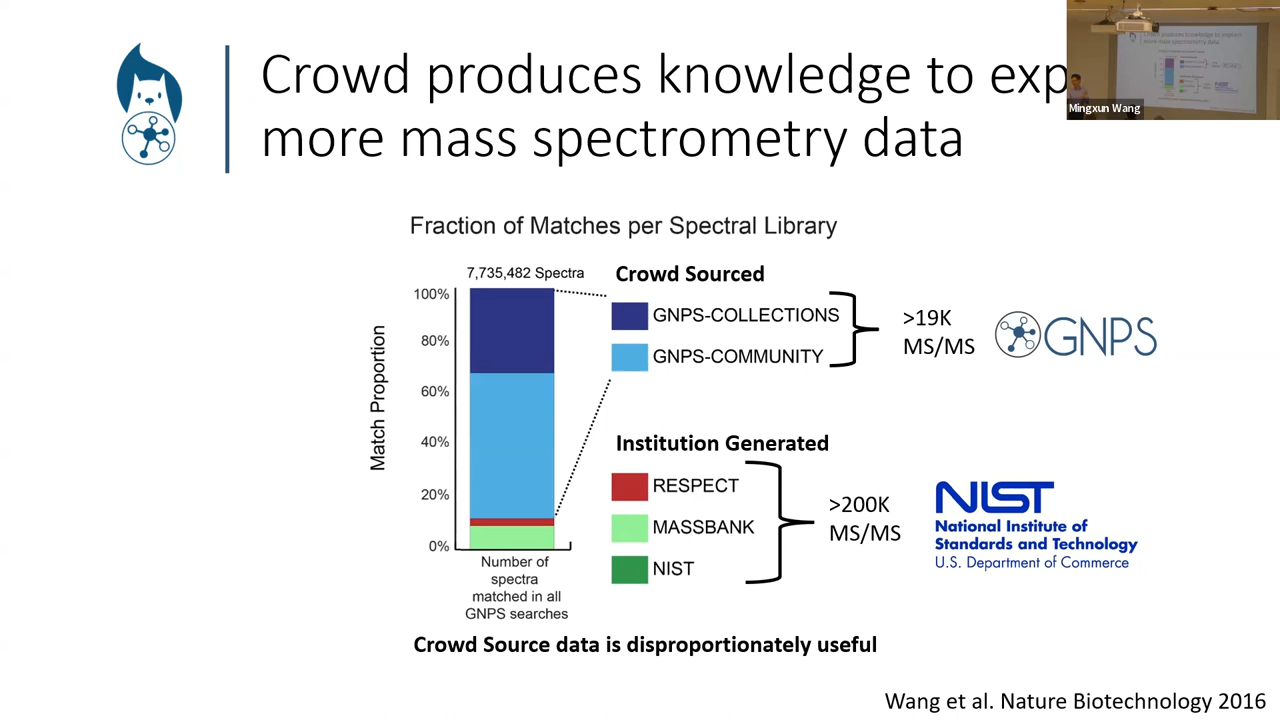 Crowd produces knowledge to exp
more mass spectrometry data
Mingxun Wang
Fraction of Matches per Spectral Library
7,735,482 Spectra
100%
80%
60%
40%
20%
0%
Match Proportion
Number of
spectra
matched in all
GNPS searches
Crowd Sourced
GNPS-COLLECTIONS
GNPS-COMMUNITY
>19K
MS/MS
GNPS
Institution Generated
RESPECT
MASSBANK
NIST
>200K
MS/MS
NIST
National Institute of
Standards and Technology
U.S. Department of Commerce
Crowd Source data is disproportionately useful
Wang et al. Nature Biotechnology 2016